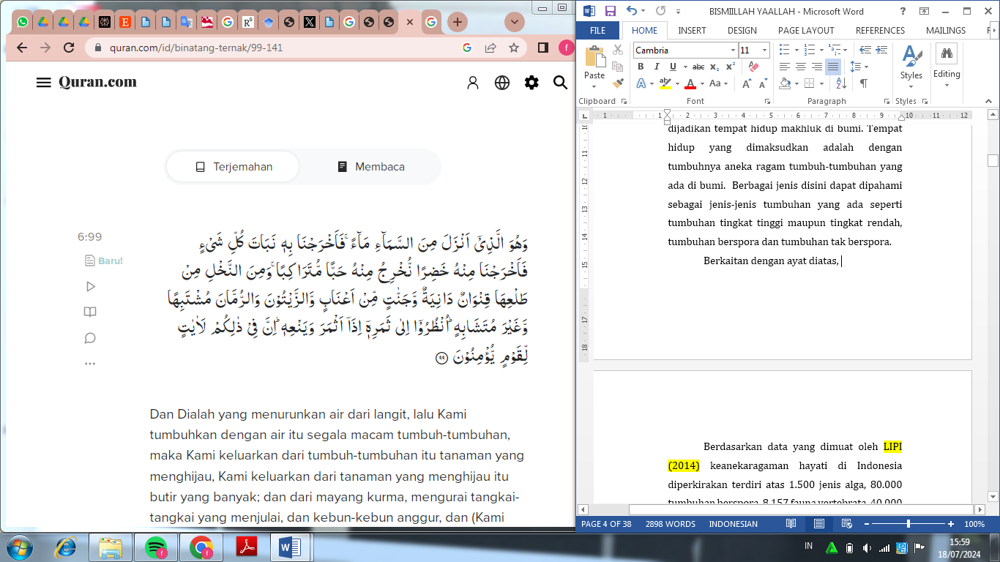 quran.com/id/binatang-ternak/99-141
Quran.com
Terjemahan
Membaca
6:99
Baru!
وَهُوَ الَّذِيْٓ اَنْزَلَ مِنَ السَّمَاۤءِ مَاۤءًۚ فَاَخْرَجْنَا بِهٖ نَبَاتَ كُلِّ شَيْءٍ
فَاَخْرَجْنَا مِنْهُ خَضِرًا نُّخْرِجُ مِنْهُ حَبًّا مُّتَرَاكِبًاۚ وَمِنَ النَّخْلِ مِنْ
طَلْعِهَا قِنْوَانٌ دَانِيَةٌ وَّجَنّٰتٍ مِّنْ اَعْنَابٍ وَّالزَّيْتُوْنَ وَالرُّمَّانَ مُشْتَبِهًا
وَّغَيْرَ مُتَشَابِهٍۗ اُنْظُرُوْٓا اِلٰى ثَمَرِهٖٓ اِذَآ اَثْمَرَ وَيَنْعِهٖۗ اِنَّ فِيْ ذٰلِكُمْ لَاٰيٰتٍ
لِّقَوْمٍ يُّؤْمِنُوْنَ ٩٩
Dan Dialah yang menurunkan air dari langit, lalu Kami
tumbuhkan dengan air itu segala macam tumbuh-tumbuhan,
maka Kami keluarkan dari tumbuh-tumbuhan itu tanaman yang
menghijau, Kami keluarkan dari tanaman yang menghijau itu
butir yang banyak; dan dari mayang kurma, mengurai tangkai-
tangkai yang menjulai, dan kebun-kebun anggur, dan (Kami
BISMIILLAH YAALLAH - Microsoft Word
FILE HOME INSERT DESIGN PAGE LAYOUT REFERENCES MAILINGS
Cambria 11
Paste
Styles
Editing
Clipboard Font Paragraph Styles
dijadikan tempat hidup makhluk di bumi. Tempat
hidup yang dimaksudkan adalah dengan
tumbuhnya aneka ragam tumbuh-tumbuhan yang
ada di bumi. Berbagai jenis disini dapat dipahami
sebagai jenis-jenis tumbuhan yang ada seperti
tumbuhan tingkat tinggi maupun tingkat rendah,
tumbuhan berspora dan tumbuhan tak berspora.
Berkaitan dengan ayat diatas,
Berdasarkan data yang dimuat oleh LIPI
(2014) keanekaragaman hayati di Indonesia
diperkirakan terdiri atas 1.500 jenis alga, 80.000
tumbuhan berspora, 8.157 fauna vertebrata, 40.000
PAGE 4 OF 38 2898 WORDS INDONESIAN 100%
IN
15:59
18/07/2024